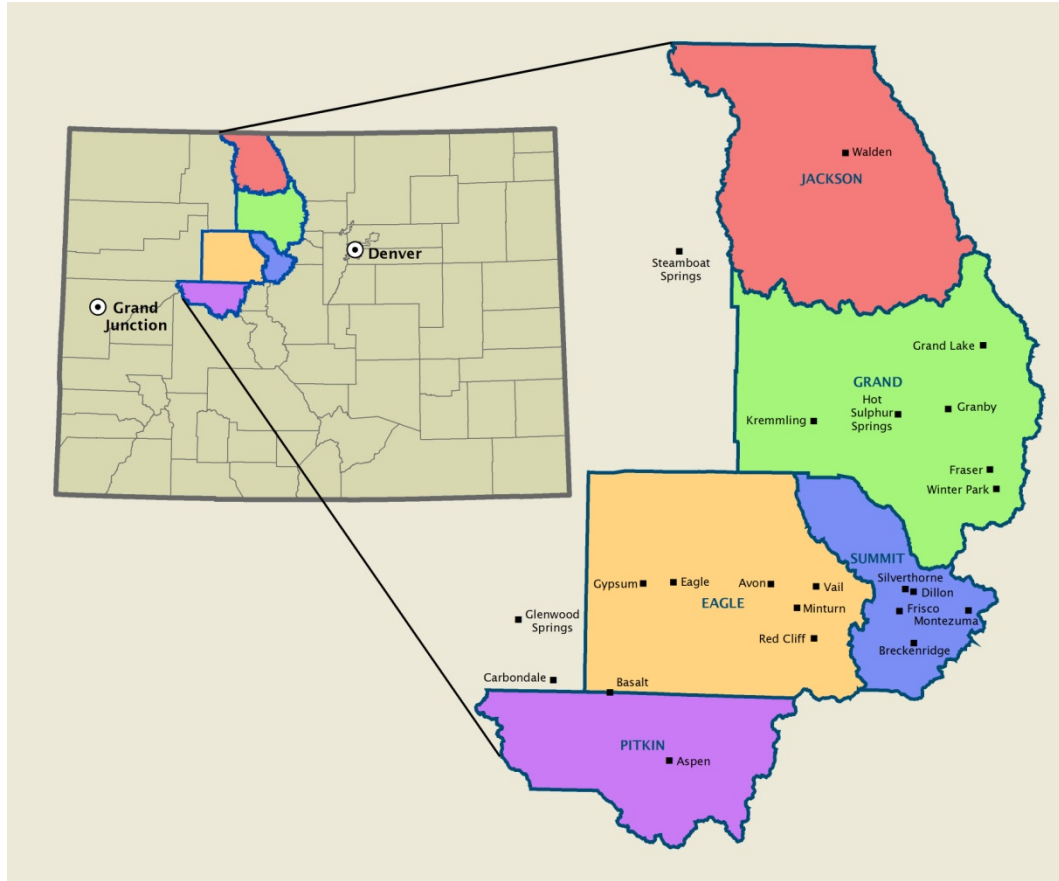 Denver
Grand
Junction
Walden
JACKSON
Steamboat
Springs
Grand Lake
GRAND
Hot
Sulphur
Springs
Granby
Kremmling
Fraser
Winter Park
SUMMIT
Silverthorne
Dillon
Frisco
Montezuma
Breckenridge
Gypsum
Eagle
Avon
Vail
EAGLE
Minturn
Red Cliff
Glenwood
Springs
Carbondale
Basalt
PITKIN
Aspen